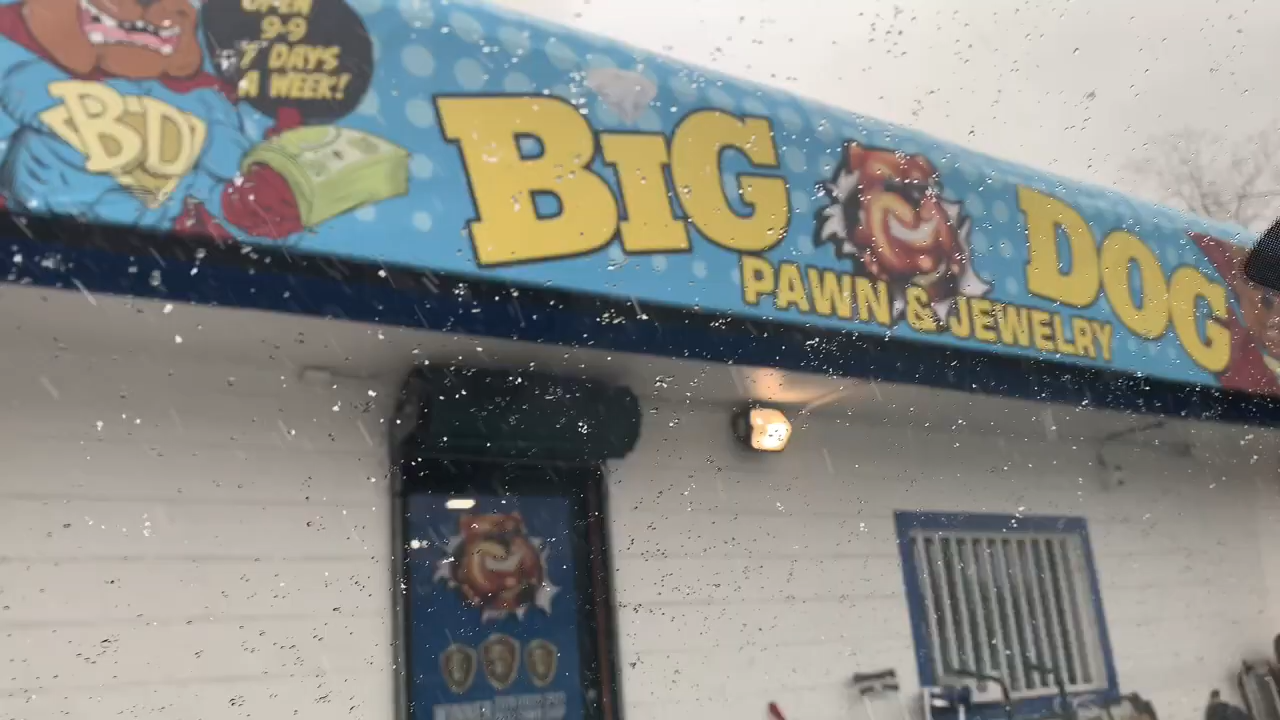 OPEN
9-9
7 DAYS
A WEEK!
BD
BIG DOG
PAWN & JEWELRY